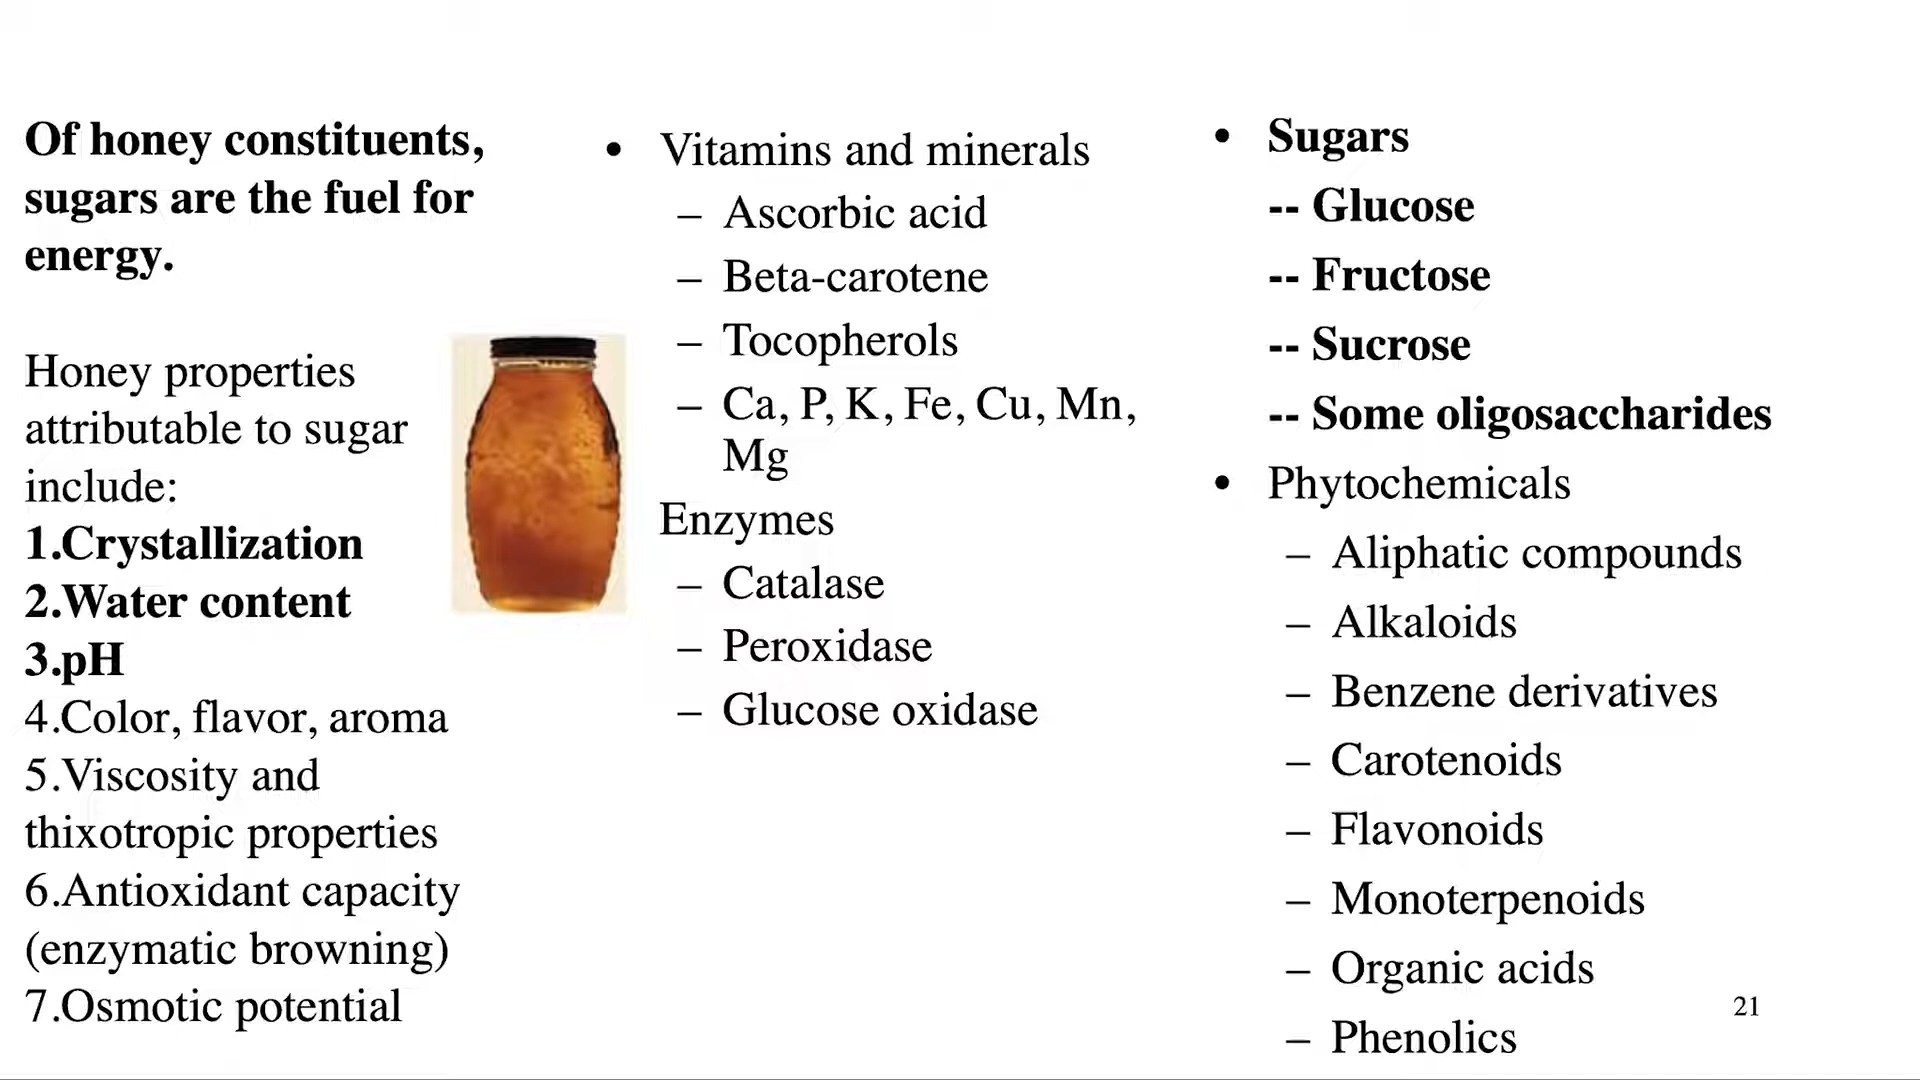 Of honey constituents,
sugars are the fuel for
energy.
Honey properties
attributable to sugar
include:
1.Crystallization
2.Water content
3.pH
4.Color, flavor, aroma
5.Viscosity and
thixotropic properties
6.Antioxidant capacity
(enzymatic browning)
7.Osmotic potential
• Vitamins and minerals
– Ascorbic acid
– Beta-carotene
– Tocopherols
– Ca, P, K, Fe, Cu, Mn,
Mg
Enzymes
– Catalase
– Peroxidase
– Glucose oxidase
• Sugars
-- Glucose
-- Fructose
-- Sucrose
-- Some oligosaccharides
• Phytochemicals
– Aliphatic compounds
– Alkaloids
– Benzene derivatives
– Carotenoids
– Flavonoids
– Monoterpenoids
– Organic acids
– Phenolics
21